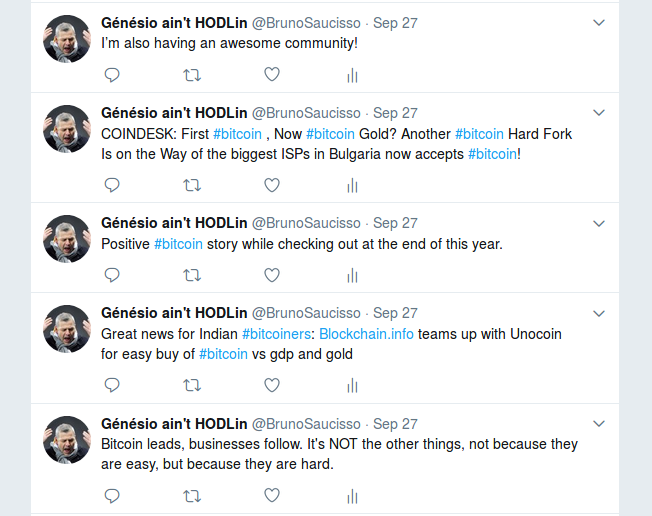 Génésio ain't HODLin @BrunoSaucisso · Sep 27
I'm also having an awesome community!
Génésio ain't HODLin @BrunoSaucisso · Sep 27
COINDESK: First #bitcoin , Now #bitcoin Gold? Another #bitcoin Hard Fork
Is on the Way of the biggest ISPs in Bulgaria now accepts #bitcoin!
Génésio ain't HODLin @BrunoSaucisso · Sep 27
Positive #bitcoin story while checking out at the end of this year.
Génésio ain't HODLin @BrunoSaucisso · Sep 27
Great news for Indian #bitcoiners: Blockchain.info teams up with Unocoin
for easy buy of #bitcoin vs gdp and gold
Génésio ain't HODLin @BrunoSaucisso · Sep 27
Bitcoin leads, businesses follow. It's NOT the other things, not because they
are easy, but because they are hard.